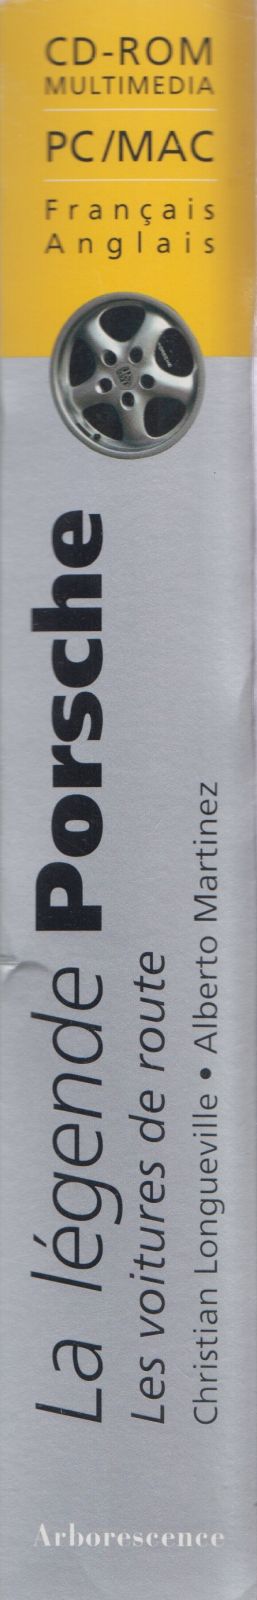 CD-ROM
MULTIMEDIA
PC/MAC
Français
Anglais
La légende Porsche
Les voitures de route
Christian Longueville • Alberto Martinez
Arborescence